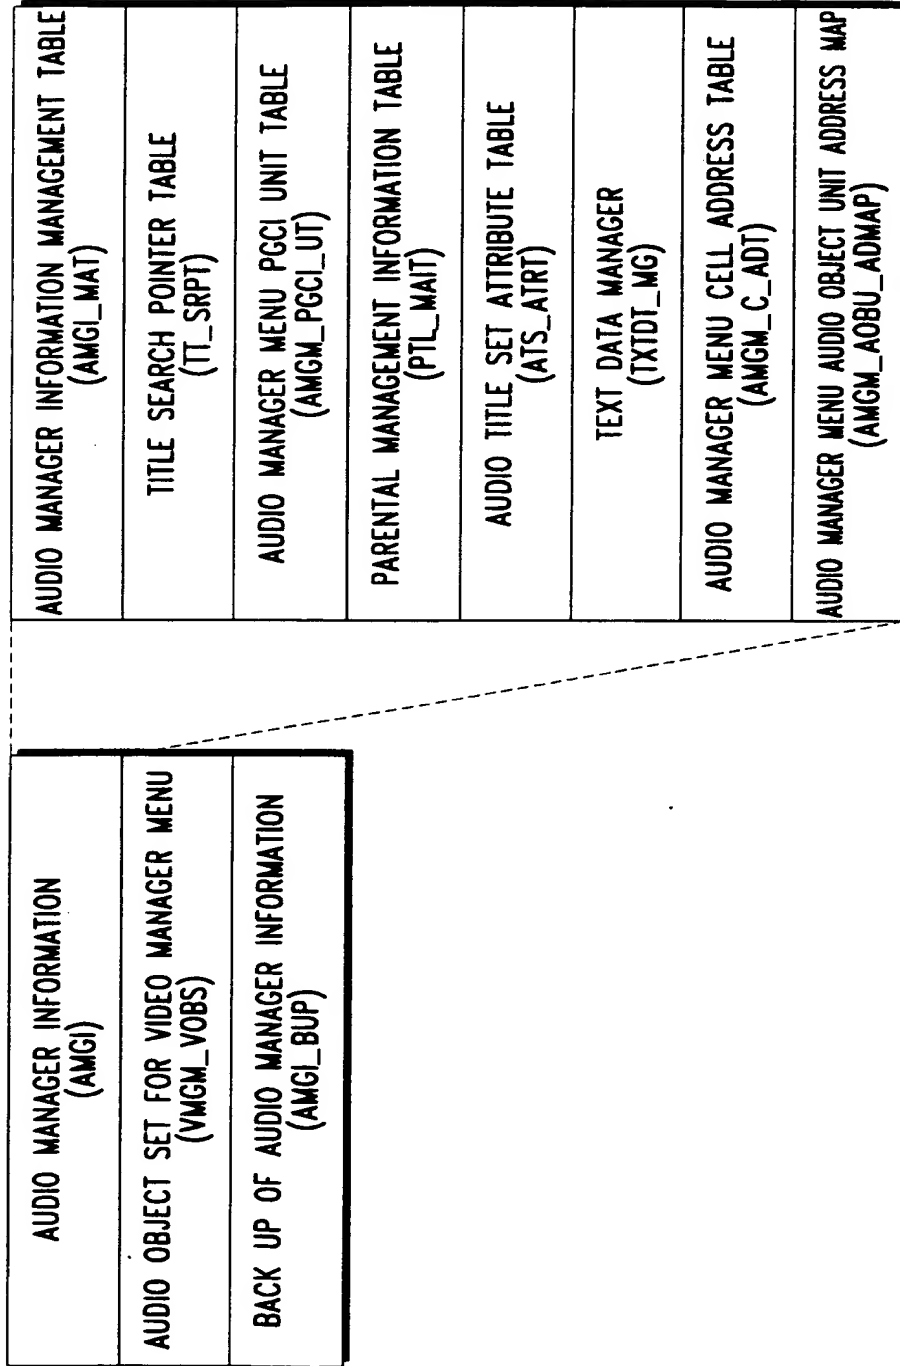 AUDIO MANAGER INFORMATION
(AMGI)
AUDIO OBJECT SET FOR VIDEO MANAGER MENU
(VMGM_VOBS)
BACK UP OF AUDIO MANAGER INFORMATION
(AMGI_BUP)
AUDIO MANAGER INFORMATION MANAGEMENT TABLE
(AMGI_MAT)
TITLE SEARCH POINTER TABLE
(TT_SRPT)
AUDIO MANAGER MENU PGCI UNIT TABLE
(AMGM_PGCI_UT)
PARENTAL MANAGEMENT INFORMATION TABLE
(PTL_MAIT)
AUDIO TITLE SET ATTRIBUTE TABLE
(ATS_ATRT)
TEXT DATA MANAGER
(TXTDT_MG)
AUDIO MANAGER MENU CELL ADDRESS TABLE
(AMGM_C_ADT)
AUDIO MANAGER MENU AUDIO OBJECT UNIT ADDRESS MAP
(AMGM_AOBU_ADMAP)